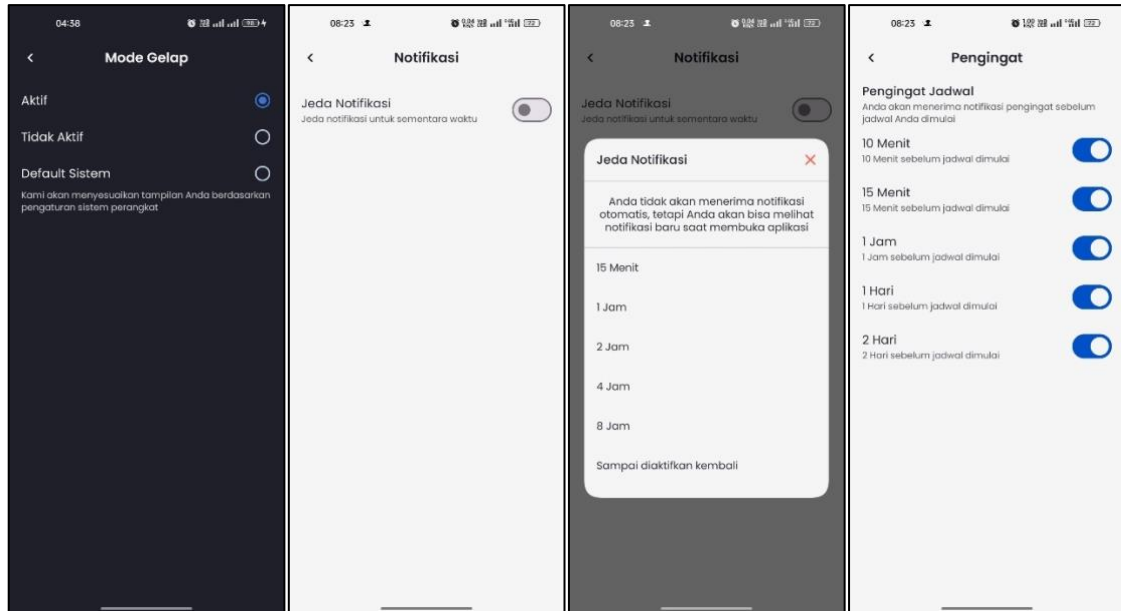 04:38
Mode Gelap
Aktif
Tidak Aktif
Default Sistem
Kami akan menyesuaikan tampilan Anda berdasarkan
pengaturan sistem perangkat
08:23
Notifikasi
Jeda Notifikasi
Jeda notifikasi untuk sementara waktu
08:23
Notifikasi
Jeda Notifikasi
Jeda notifikasi untuk sementara waktu
Jeda Notifikasi
Anda tidak akan menerima notifikasi
otomatis, tetapi Anda akan bisa melihat
notifikasi baru saat membuka aplikasi
15 Menit
1 Jam
2 Jam
4 Jam
8 Jam
Sampai diaktifkan kembali
08:23
Pengingat
Pengingat Jadwal
Anda akan menerima notifikasi pengingat sebelum
jadwal Anda dimulai
10 Menit
10 Menit sebelum jadwal dimulai
15 Menit
15 Menit sebelum jadwal dimulai
1 Jam
1 Jam sebelum jadwal dimulai
1 Hari
1 Hari sebelum jadwal dimulai
2 Hari
2 Hari sebelum jadwal dimulai